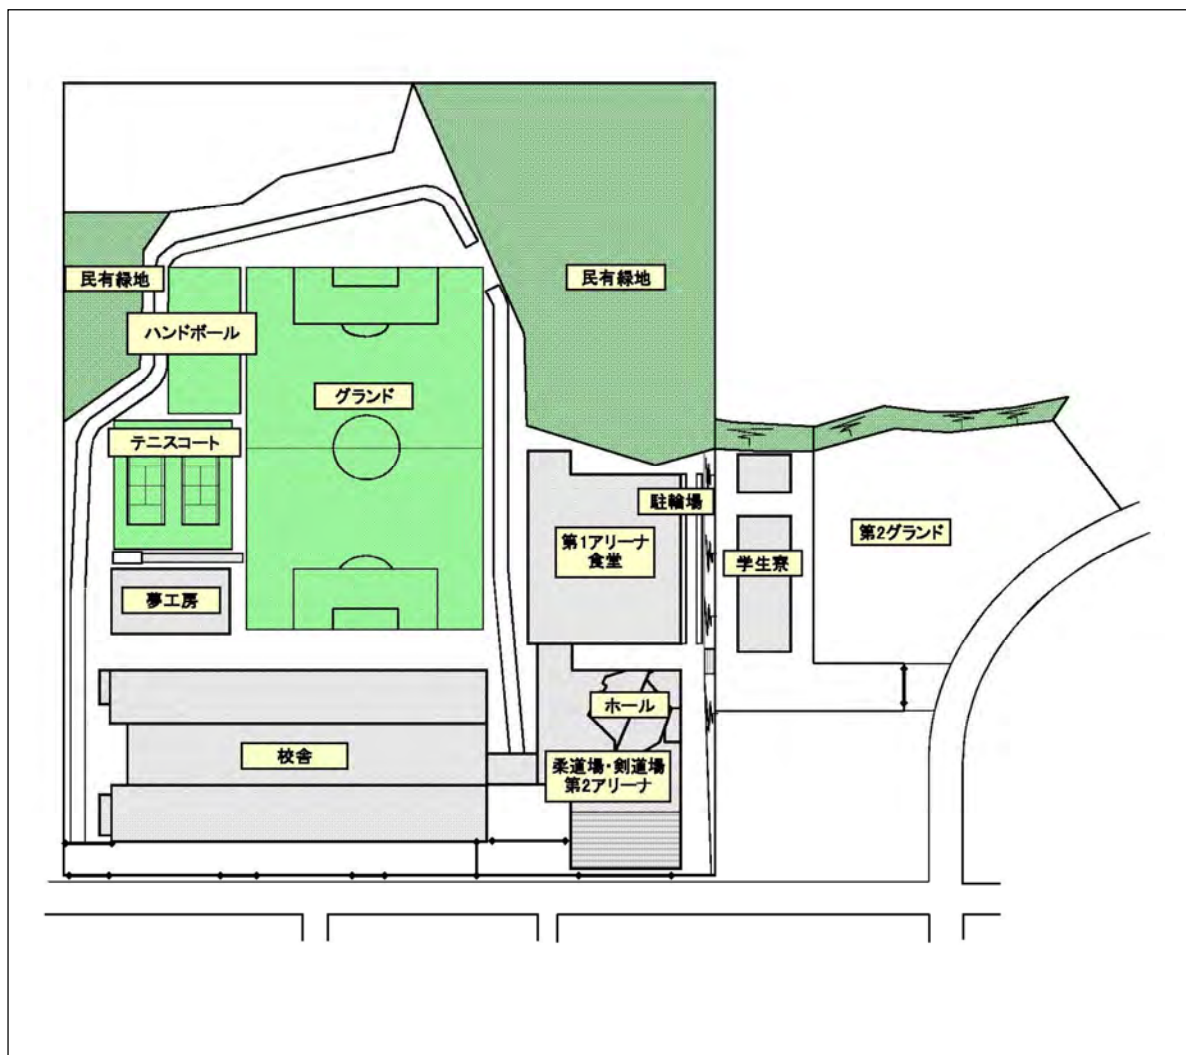 民有緑地
民有緑地
ハンドボール
グランド
テニスコート
駐輪場
第1アリーナ
食堂
第2グランド
学生寮
夢工房
ホール
校舎
柔道場・剣道場
第2アリーナ